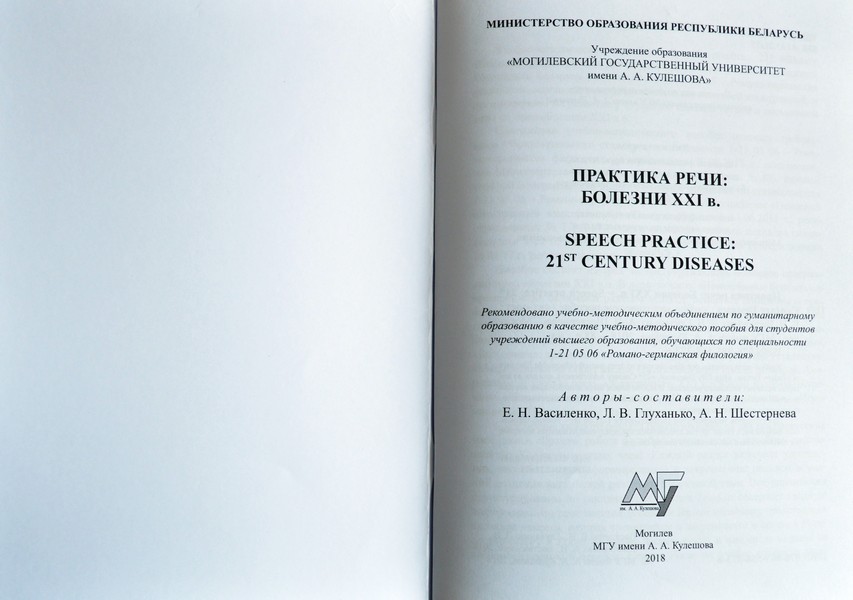 МИНИСТЕРСТВО ОБРАЗОВАНИЯ РЕСПУБЛИКИ БЕЛАРУСЬ
Учреждение образования
«МОГИЛЕВСКИЙ ГОСУДАРСТВЕННЫЙ УНИВЕРСИТЕТ
имени А. А. КУЛЕШОВА»
ПРАКТИКА РЕЧИ:
БОЛЕЗНИ XXI в.
SPEECH PRACTICE:
21ST CENTURY DISEASES
Рекомендовано учебно-методическим объединением по гуманитарному
образованию в качестве учебно-методического пособия для студентов
учреждений высшего образования, обучающихся по специальности
1-21 05 06 «Романо-германская филология»
Авторы-составители:
Е. Н. Василенко, Л. В. Глуханько, А. Н. Шестернева
МГУ
им. А. А. Кулешова
Могилев
МГУ имени А. А. Кулешова
2018